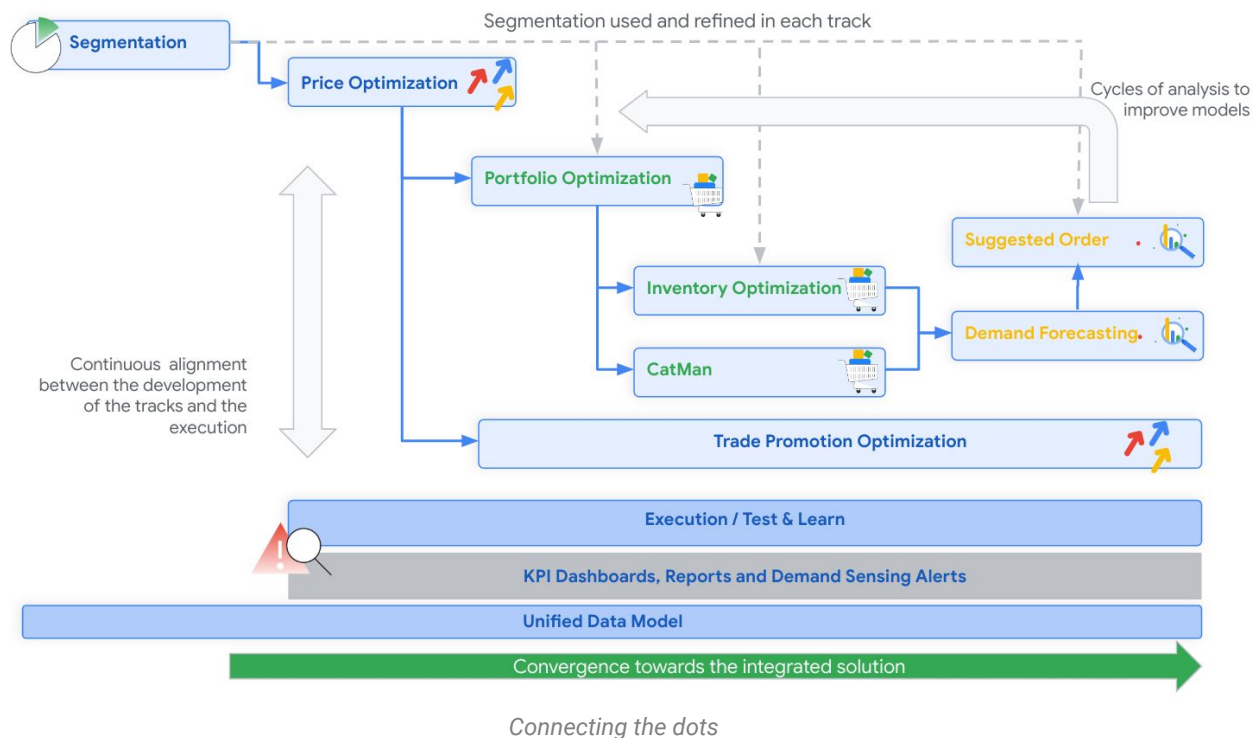 Segmentation used and refined in each track
Segmentation
Price Optimization
Cycles of analysis to
improve models
Portfolio Optimization
Suggested Order
Inventory Optimization
Demand Forecasting
CatMan
Continuous alignment
between the development
of the tracks and the
execution
Trade Promotion Optimization
Execution / Test & Learn
KPI Dashboards, Reports and Demand Sensing Alerts
Unified Data Model
Convergence towards the integrated solution
Connecting the dots